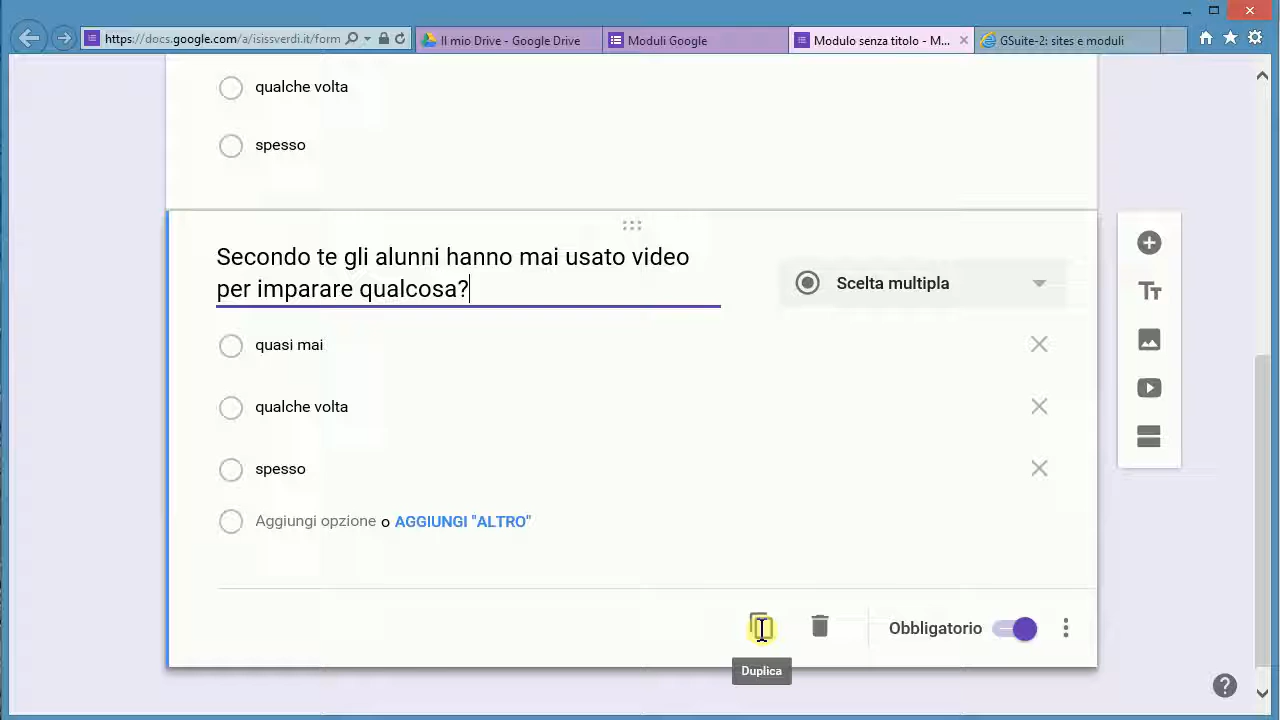 https://docs.google.com/a/isissverdi.it/form
Il mio Drive - Google Drive
Moduli Google
Modulo senza titolo - M...
GSuite-2: sites e moduli
qualche volta
spesso
Secondo te gli alunni hanno mai usato video
per imparare qualcosa?
Scelta multipla
quasi mai
qualche volta
spesso
Aggiungi opzione o AGGIUNGI "ALTRO"
Obbligatorio
Duplica